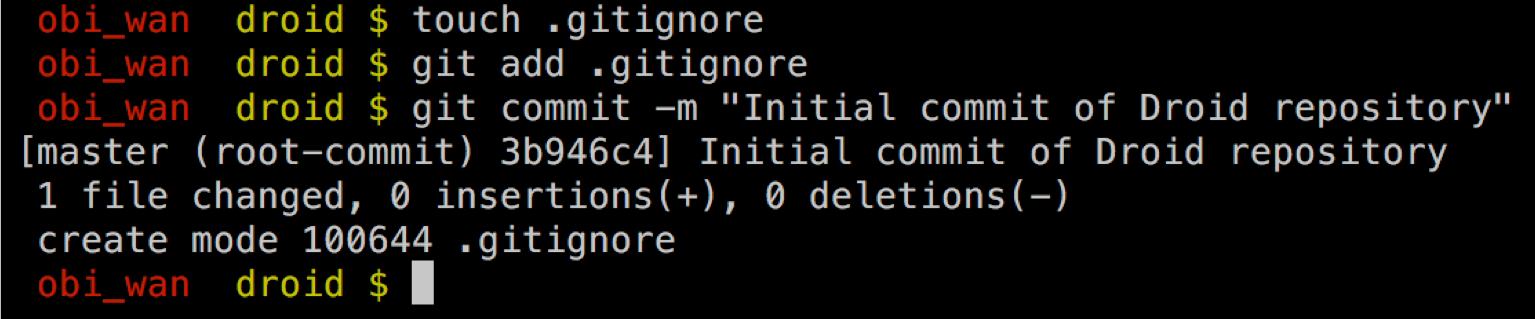 obi_wan droid $ touch .gitignore
obi_wan droid $ git add .gitignore
obi_wan droid $ git commit -m "Initial commit of Droid repository"
[master (root-commit) 3b946c4] Initial commit of Droid repository
1 file changed, 0 insertions(+), 0 deletions(-)
create mode 100644 .gitignore
obi_wan droid $